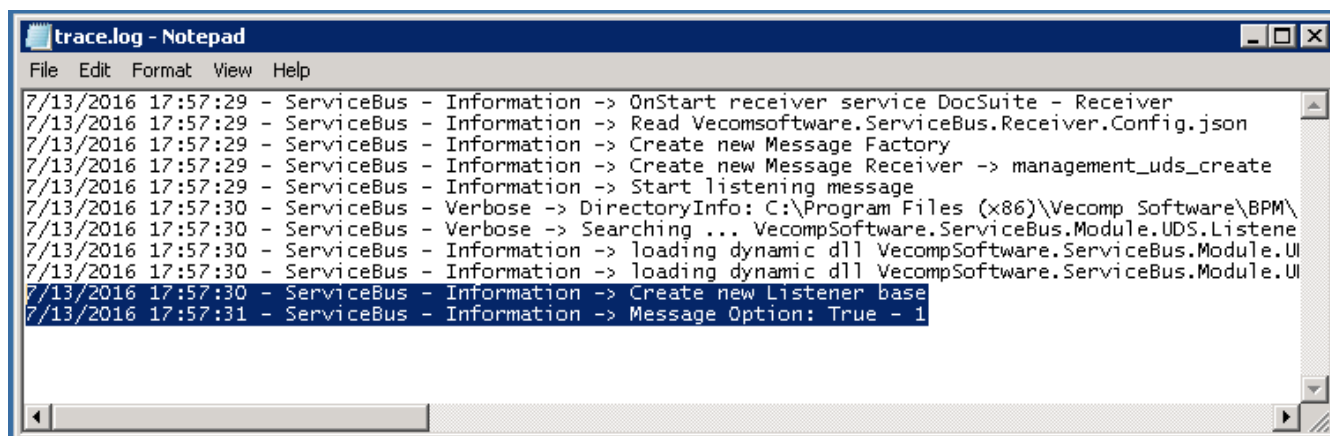 trace.log - Notepad
File Edit Format View Help
7/13/2016 17:57:29 - ServiceBus - Information -> OnStart receiver service DocSuite - Receiver
7/13/2016 17:57:29 - ServiceBus - Information -> Read Vecomsoftware.ServiceBus.Receiver.Config.json
7/13/2016 17:57:29 - ServiceBus - Information -> Create new Message Factory
7/13/2016 17:57:29 - ServiceBus - Information -> Create new Message Receiver -> management_uds_create
7/13/2016 17:57:29 - ServiceBus - Information -> Start listening message
7/13/2016 17:57:30 - ServiceBus - Verbose -> DirectoryInfo: C:\Program Files (x86)\Vecomp Software\BPM\
7/13/2016 17:57:30 - ServiceBus - Verbose -> Searching ... VecompSoftware.ServiceBus.Module.UDS.Listene
7/13/2016 17:57:30 - ServiceBus - Information -> loading dynamic dll VecompSoftware.ServiceBus.Module.U
7/13/2016 17:57:30 - ServiceBus - Information -> loading dynamic dll VecompSoftware.ServiceBus.Module.U
7/13/2016 17:57:30 - ServiceBus - Information -> Create new Listener base
7/13/2016 17:57:31 - ServiceBus - Information -> Message Option: True - 1